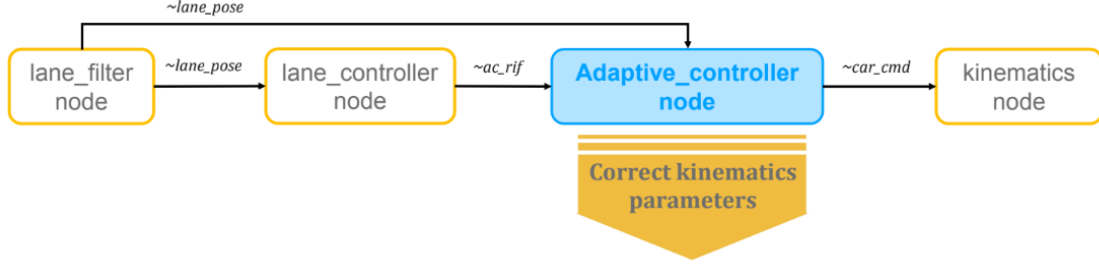 ~lane_pose
lane_filter
node
~lane_pose
lane_controller
node
~ac_rif
Adaptive_controller
node
~car_cmd
kinematics
node
Correct kinematics
parameters